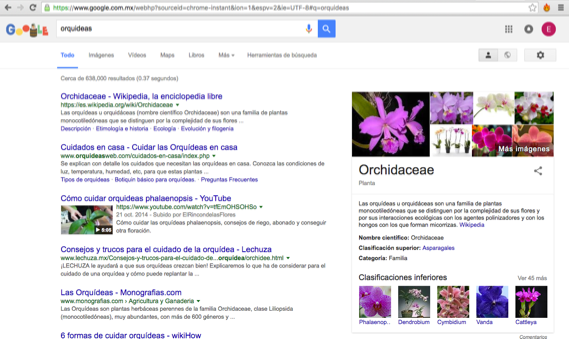 https://www.google.com.mx/webhp?sourceid=chrome-instant&ion=1&espv=2&ie=UTF-8#q=orquideas
orquideas
E
Todo Imágenes Vídeos Maps Libros Más Herramientas de búsqueda
Cerca de 636,000 resultados (0.37 segundos)
Orchidaceae - Wikipedia, la enciclopedia libre
https://es.wikipedia.org/wiki/Orchidaceae
Las orquídeas u orquidáceas (nombre científico Orchidaceae) son una familia de plantas
monocotiledóneas que se distinguen por la complejidad de sus flores ...
Descripción · Etimología e historia · Ecología · Evolución y filogenia
Cuidados en casa - Cuidar las Orquídeas en casa
www.orquideasweb.com/cuidados-en-casa/index.php
Se explican con detalle los cuidados que necesitan las orquídeas en casa. Conozca las condiciones de
luz, temperatura, humedad, etc, para que estas plantas ...
Tipos de orquídeas · Botiquín básico para orquídeas. · Preguntas Frecuentes
Cómo cuidar orquídeas phalaenopsis - YouTube
21 oct. 2014 - Subido por ElRincondelasFlores
Cómo cuidar las orquídeas phalaenopsis, consejos de riego, abonado y conseguir
otra floración.
Consejos y trucos para el cuidado de la orquídea - Lechuza
www.lechuza.mx/Consejos-y-trucos-para-el-cuidado-de...orquidea/orchidee.html
¡LECHUZA le ayudará a que sus orquídeas crezcan bien! Explicaremos lo que ha de considerar para el
cuidado de una orquídea y cómo puede replantar la ...
Las Orquídeas - Monografias.com
www.monografias.com › Agricultura y Ganaderia
Las Orquídeas son plantas herbáceas perennes de la familia Orchidaceae, clase Liliopsida
(monocotiledóneas), muy abundantes, con más de 600 géneros y ...
6 formas de cuidar orquídeas - wikiHow
Más imágenes
Orchidaceae
Planta
Las orquídeas u orquidáceas son una familia de plantas
monocotiledóneas que se distinguen por la complejidad de sus flores y
por sus interacciones ecológicas con los agentes polinizadores y con los
hongos con los que forman micorrizas. Wikipedia
Nombre científico: Orchidaceae
Clasificación superior: Asparagales
Categoría: Familia
Clasificaciones inferiores Ver 45 más
Phalaenop.. Dendrobium Cymbidium Vanda Cattleya
Comentarios